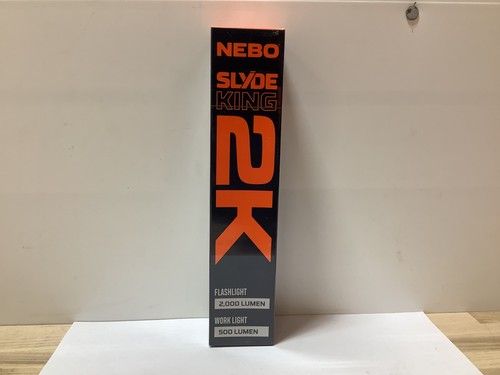 NEBO
SLYDE
KING
2K
FLASHLIGHT
2,000 LUMEN
WORK LIGHT
500 LUMEN